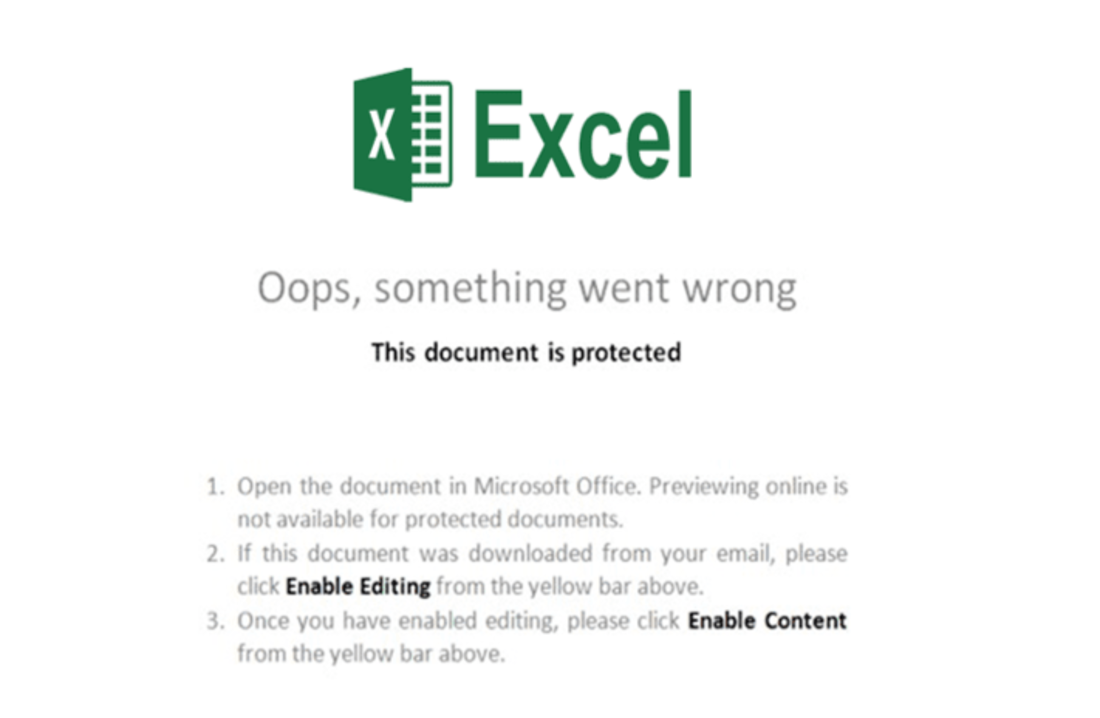 X Excel
Oops, something went wrong
This document is protected
1. Open the document in Microsoft Office. Previewing online is
not available for protected documents.
2. If this document was downloaded from your email, please
click Enable Editing from the yellow bar above.
3. Once you have enabled editing, please click Enable Content
from the yellow bar above.